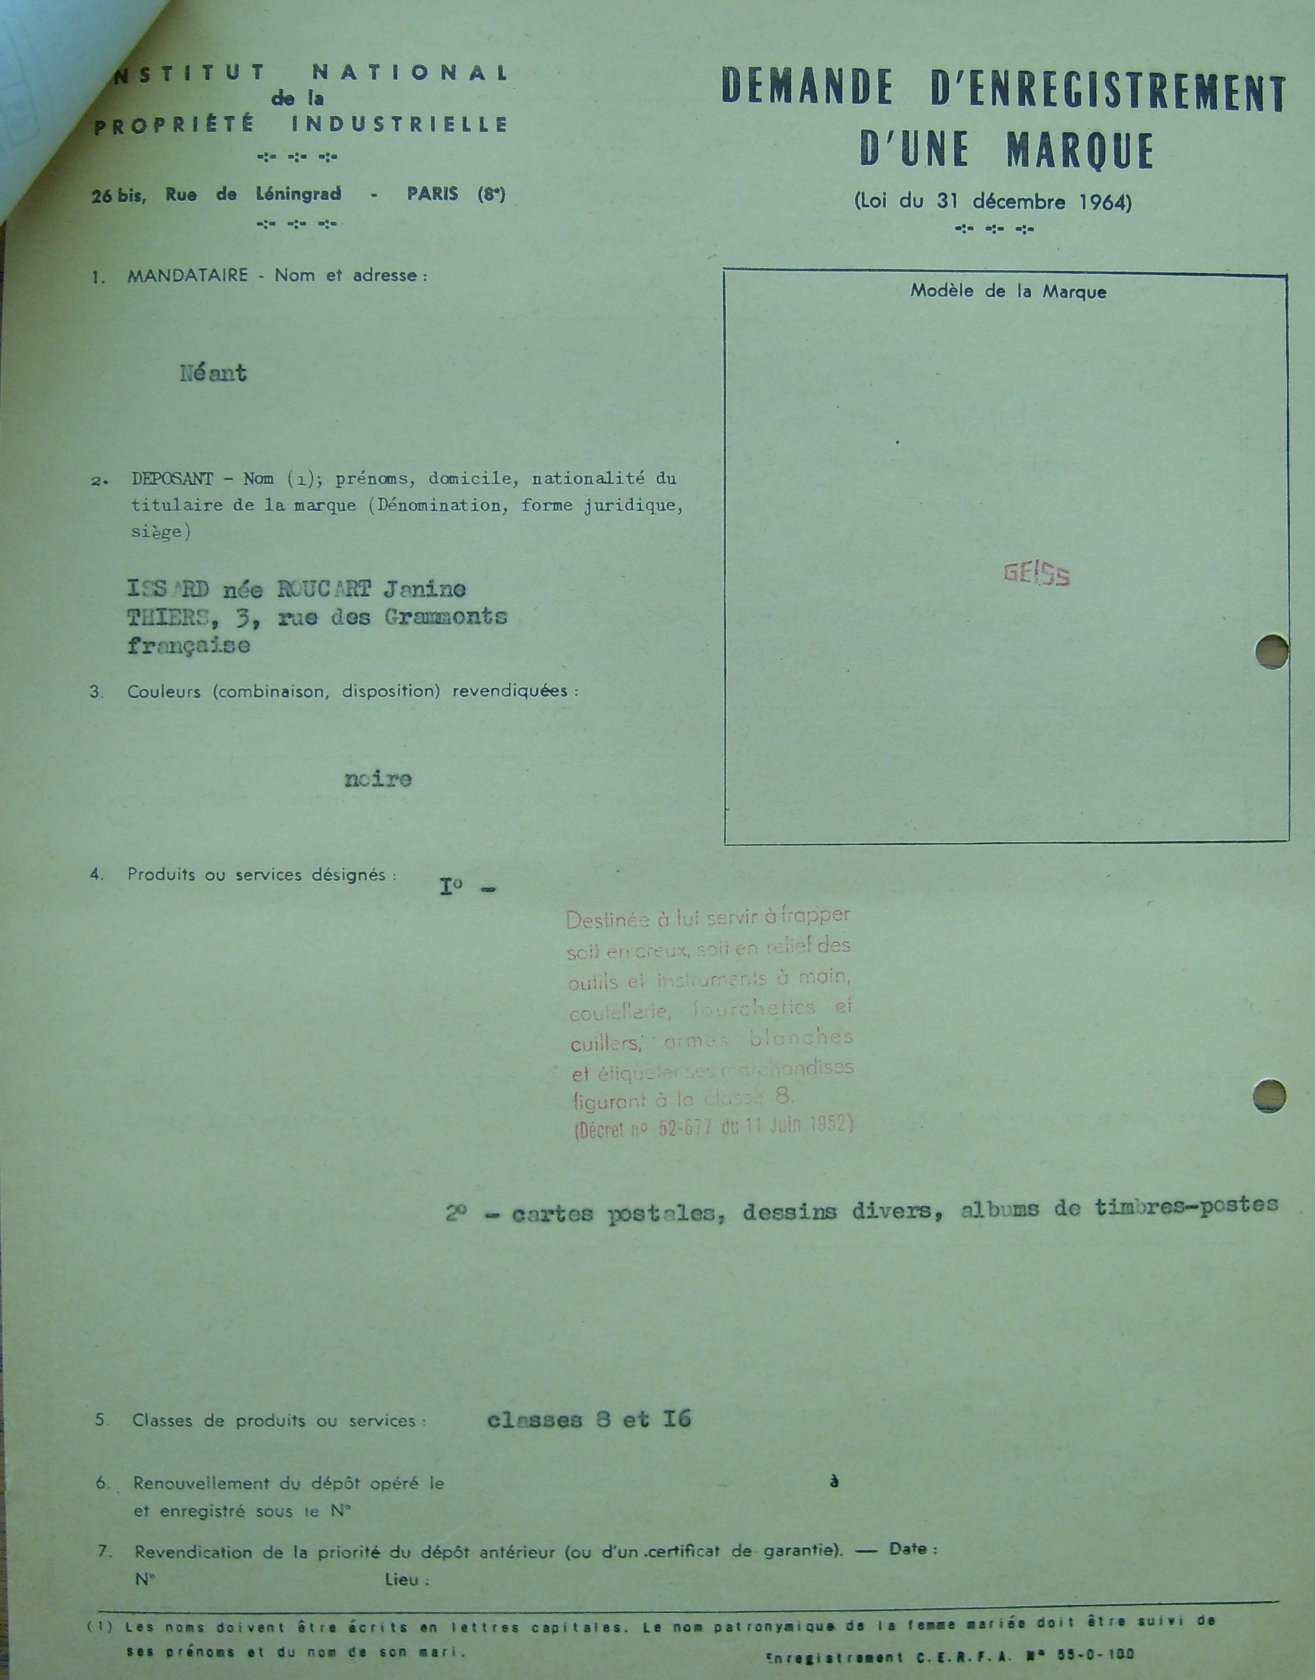 INSTITUT NATIONAL
de la
PROPRIÉTÉ INDUSTRIELLE
26 bis, Rue de Léningrad - PARIS (8e)
DEMANDE D'ENREGISTREMENT
D'UNE MARQUE
(Loi du 31 décembre 1964)
1. MANDATAIRE - Nom et adresse :
Néant
2. DEPOSANT - Nom (1); prénoms, domicile, nationalité du
titulaire de la marque (Dénomination, forme juridique,
siège)
ISSARD née ROUCART Janine
THIERS, 3, rue des Grammonts
française
3. Couleurs (combinaison, disposition) revendiquées :
noire
Modèle de la Marque
GEISS
4. Produits ou services désignés : I° -
Destinée à lui servir à frapper
soit en creux, soit en relief des
outils et instruments à main,
coutellerie, fourchettes et
cuillers, armes blanches
et étiqueter ses marchandises
figurant à la classe 8.
(Décret n° 52-677 du 11 Juin 1952)
2° - cartes postales, dessins divers, albums de timbres-postes
5. Classes de produits ou services : classes 8 et I6
6. Renouvellement du dépôt opéré le à
et enregistré sous le N°
7. Revendication de la priorité du dépôt antérieur (ou d'un certificat de garantie). — Date :
N° Lieu :
(1) Les noms doivent être écrits en lettres capitales. Le nom patronymique de la femme mariée doit être suivi de
ses prénoms et du nom de son mari.
Enregistrement C.E.R.F.A. N° 55-0-100